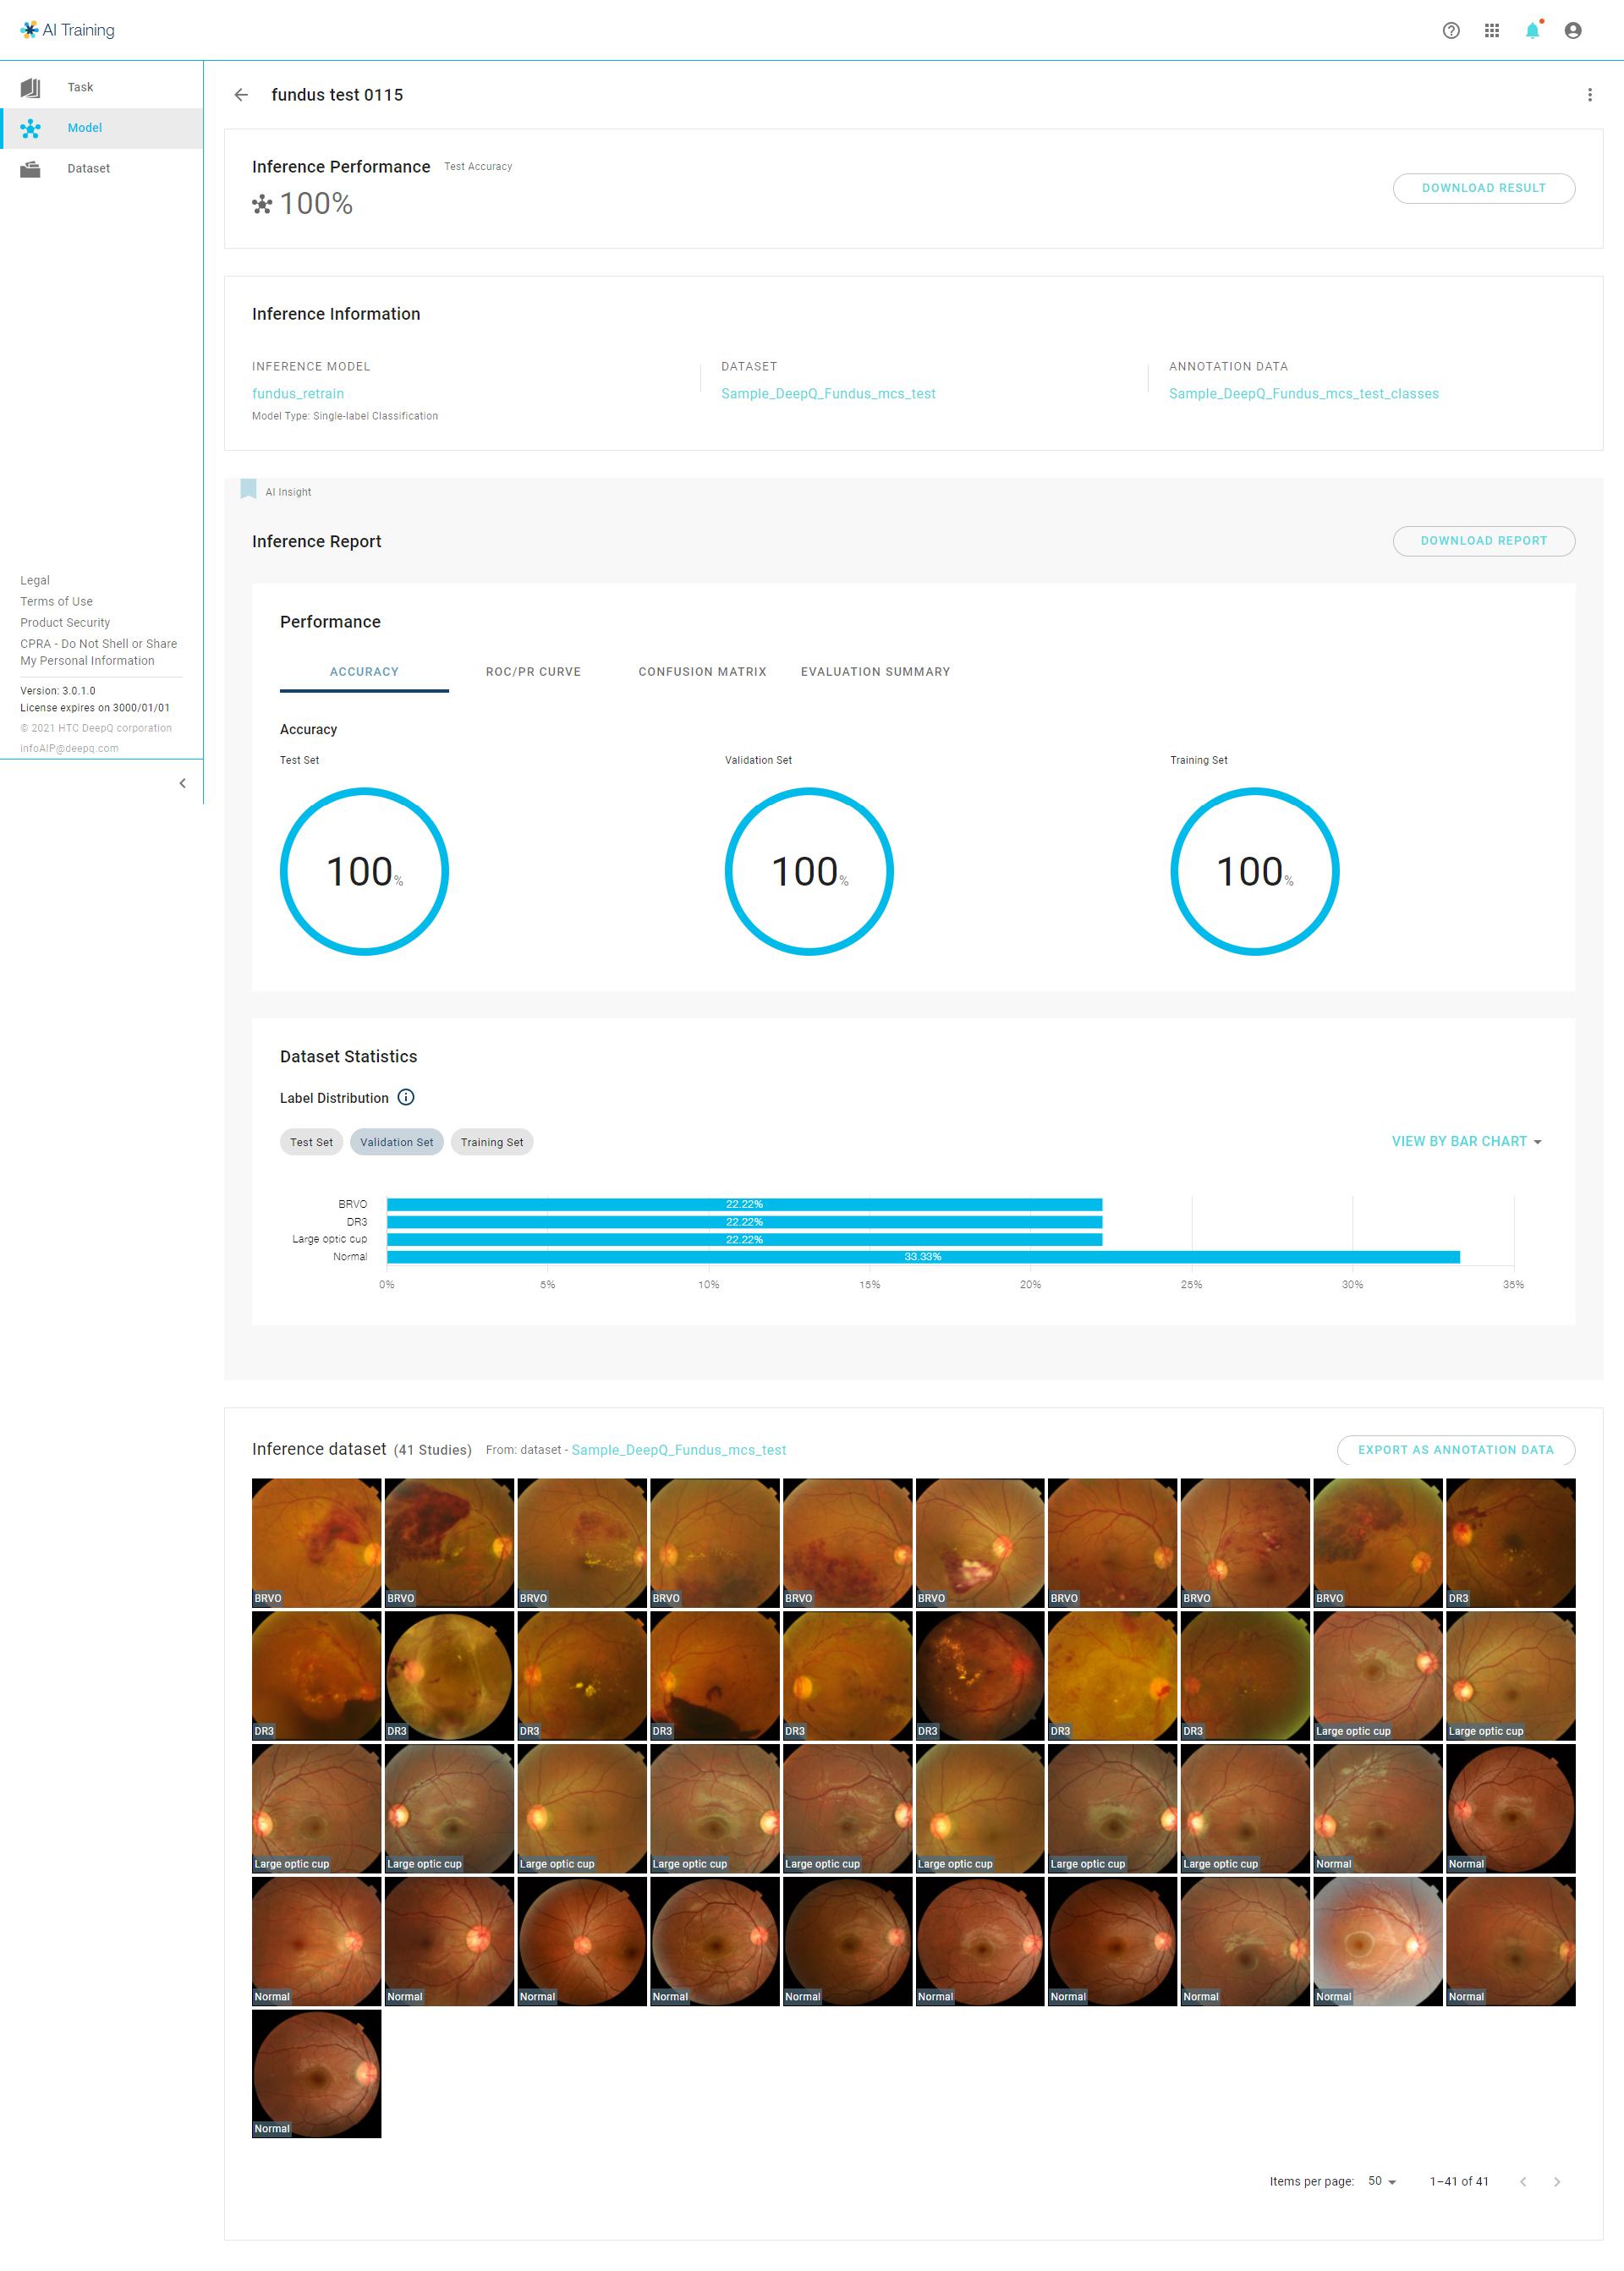 AI Training
Task
Model
Dataset
Legal
Terms of Use
Product Security
CPRA - Do Not Shell or Share
My Personal Information
Version: 3.0.1.0
License expires on 3000/01/01
© 2021 HTC DeepQ corporation
infoAIP@deepq.com
fundus test 0115
Inference Performance Test Accuracy
100%
DOWNLOAD RESULT
Inference Information
INFERENCE MODEL
fundus_retrain
Model Type: Single-label Classification
DATASET
Sample_DeepQ_Fundus_mcs_test
ANNOTATION DATA
Sample_DeepQ_Fundus_mcs_test_classes
AI Insight
Inference Report
DOWNLOAD REPORT
Performance
ACCURACY ROC/PR CURVE CONFUSION MATRIX EVALUATION SUMMARY
Accuracy
Test Set Validation Set Training Set
100% 100% 100%
Dataset Statistics
Label Distribution
Test Set Validation Set Training Set
VIEW BY BAR CHART
BRVO 22.22%
DR3 22.22%
Large optic cup 22.22%
Normal 33.33%
0% 5% 10% 15% 20% 25% 30% 35%
Inference dataset (41 Studies) From: dataset - Sample_DeepQ_Fundus_mcs_test
EXPORT AS ANNOTATION DATA
BRVO BRVO BRVO BRVO BRVO BRVO BRVO BRVO BRVO DR3
DR3 DR3 DR3 DR3 DR3 DR3 DR3 DR3 Large optic cup Large optic cup
Large optic cup Large optic cup Large optic cup Large optic cup Large optic cup Large optic cup Large optic cup Large optic cup Normal Normal
Normal Normal Normal Normal Normal Normal Normal Normal Normal Normal
Normal
Items per page: 50 1–41 of 41